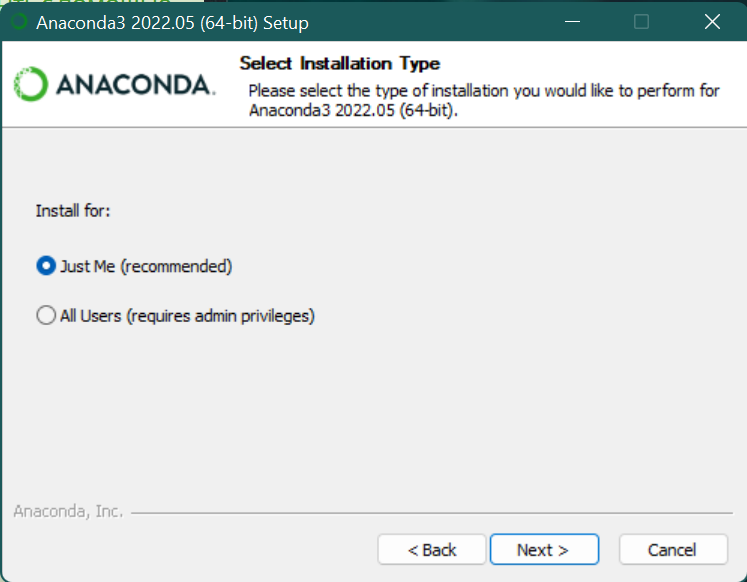 Anaconda3 2022.05 (64-bit) Setup
ANACONDA.
Select Installation Type
Please select the type of installation you would like to perform for
Anaconda3 2022.05 (64-bit).
Install for:
Just Me (recommended)
All Users (requires admin privileges)
Anaconda, Inc.
< Back
Next >
Cancel